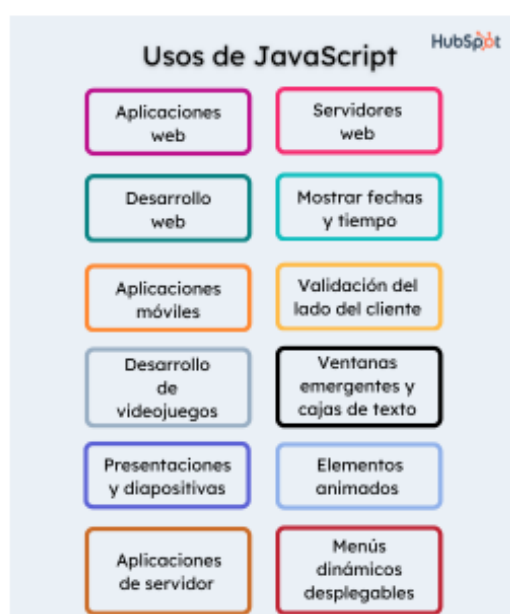 HubSpot
Usos de JavaScript
Aplicaciones
web
Servidores
web
Desarrollo
web
Mostrar fechas
y tiempo
Aplicaciones
móviles
Validación del
lado del cliente
Desarrollo
de
videojuegos
Ventanas
emergentes y
cajas de texto
Presentaciones
y diapositivas
Elementos
animados
Aplicaciones
de servidor
Menús
dinámicos
desplegables